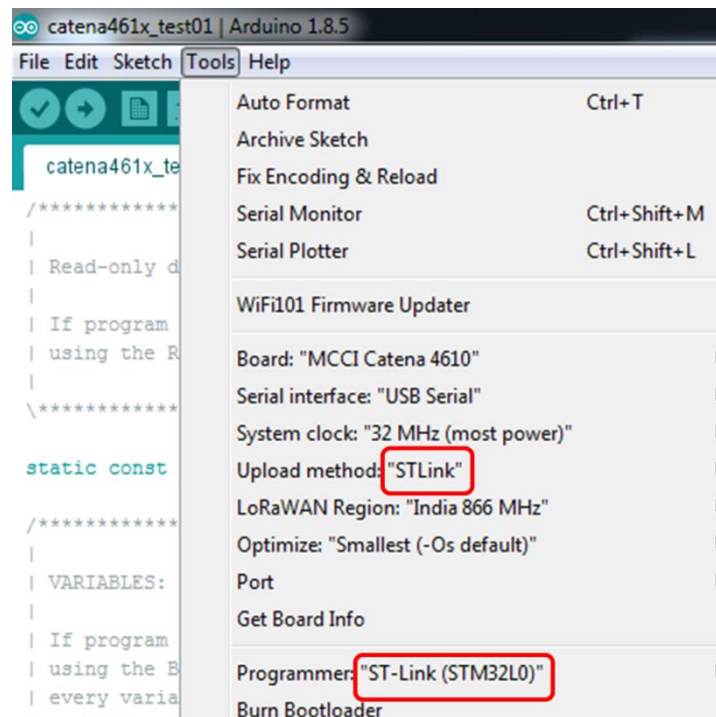 catena461x_test01 | Arduino 1.8.5
File Edit Sketch Tools Help
Auto Format Ctrl+T
Archive Sketch
catena461x_te
Fix Encoding & Reload
/************
Serial Monitor Ctrl+Shift+M
|
Serial Plotter Ctrl+Shift+L
| Read-only d
|
WiFi101 Firmware Updater
| If program
| using the R
Board: "MCCI Catena 4610"
|
Serial interface: "USB Serial"
\************
System clock: "32 MHz (most power)"
static const
Upload method: "STLink"
LoRaWAN Region: "India 866 MHz"
/************
Optimize: "Smallest (-Os default)"
|
| VARIABLES:
Port
|
Get Board Info
| If program
| using the B
Programmer: "ST-Link (STM32L0)"
| every varia
Burn Bootloader